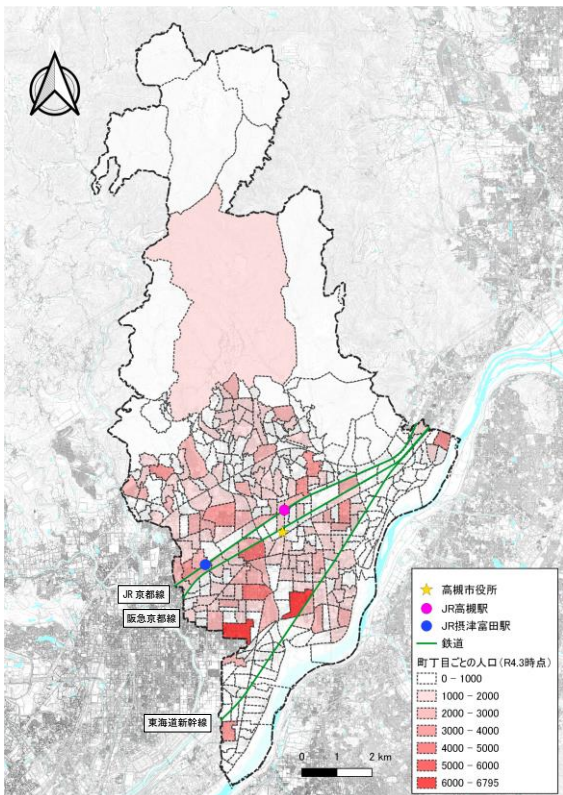 JR京都線
阪急京都線
東海道新幹線
高槻市役所
JR高槻駅
JR摂津富田駅
鉄道
町丁目ごとの人口(R4.3時点)
0 - 1000
1000 - 2000
2000 - 3000
3000 - 4000
4000 - 5000
5000 - 6000
6000 - 6795
0 1 2 km